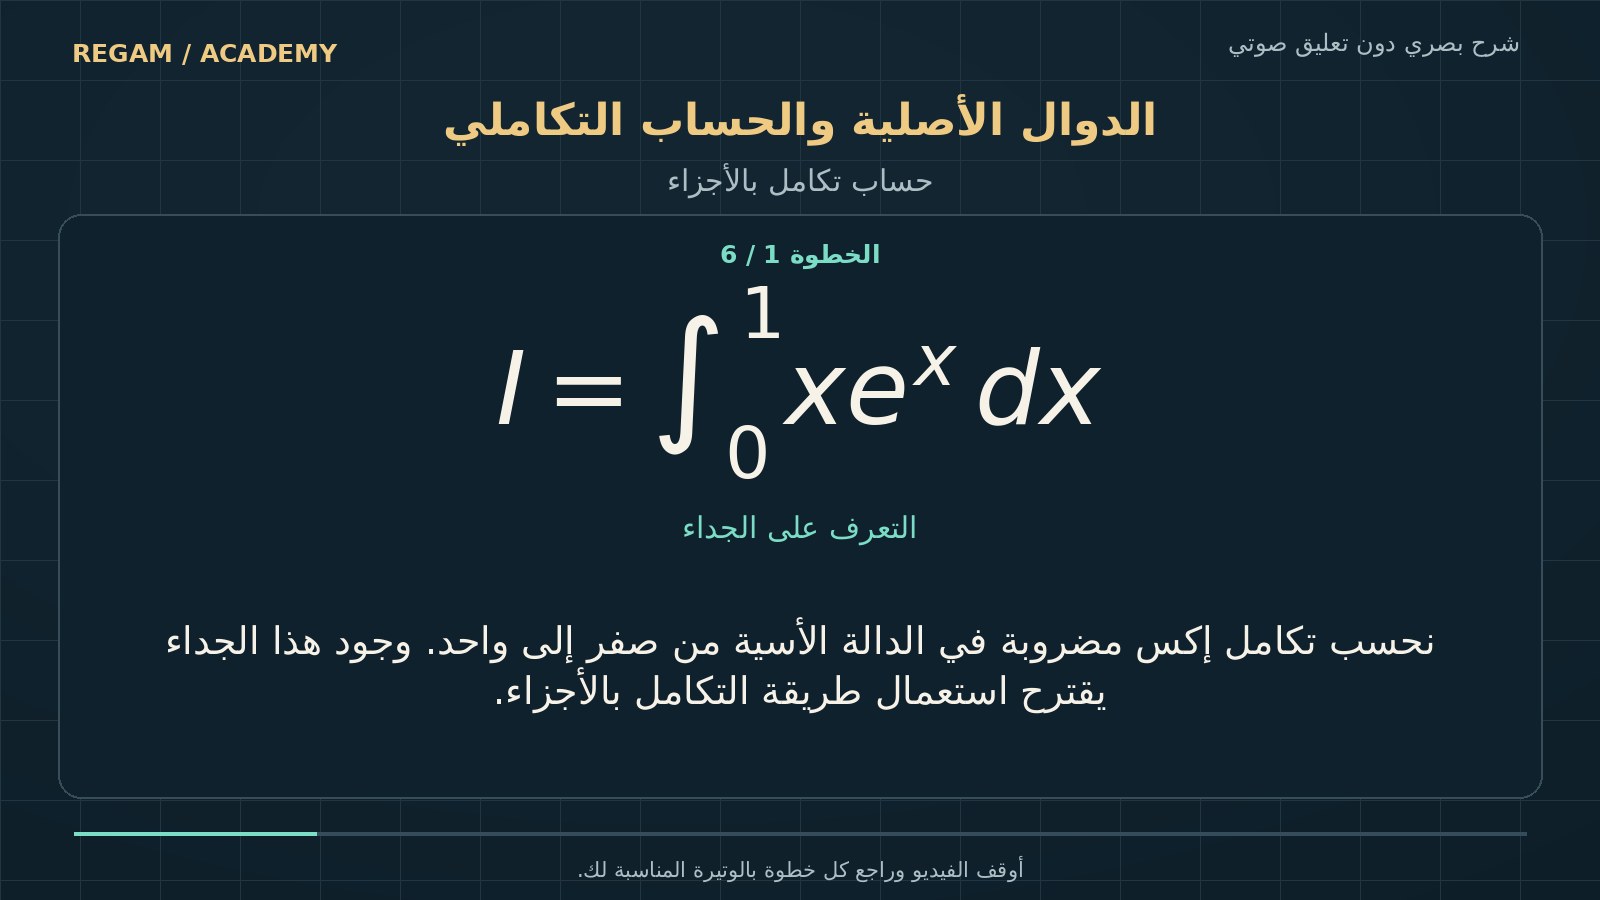 REGAM / ACADEMY
شرح بصري دون تعليق صوتي
الدوال الأصلية والحساب التكاملي
حساب تكامل بالأجزاء
الخطوة 1 / 6
I = ∫₀¹ xeˣ dx
التعرف على الجداء
نحسب تكامل إكس مضروبة في الدالة الأسية من صفر إلى واحد. وجود هذا الجداء
يقترح استعمال طريقة التكامل بالأجزاء.
أوقف الفيديو وراجع كل خطوة بالوتيرة المناسبة لك.